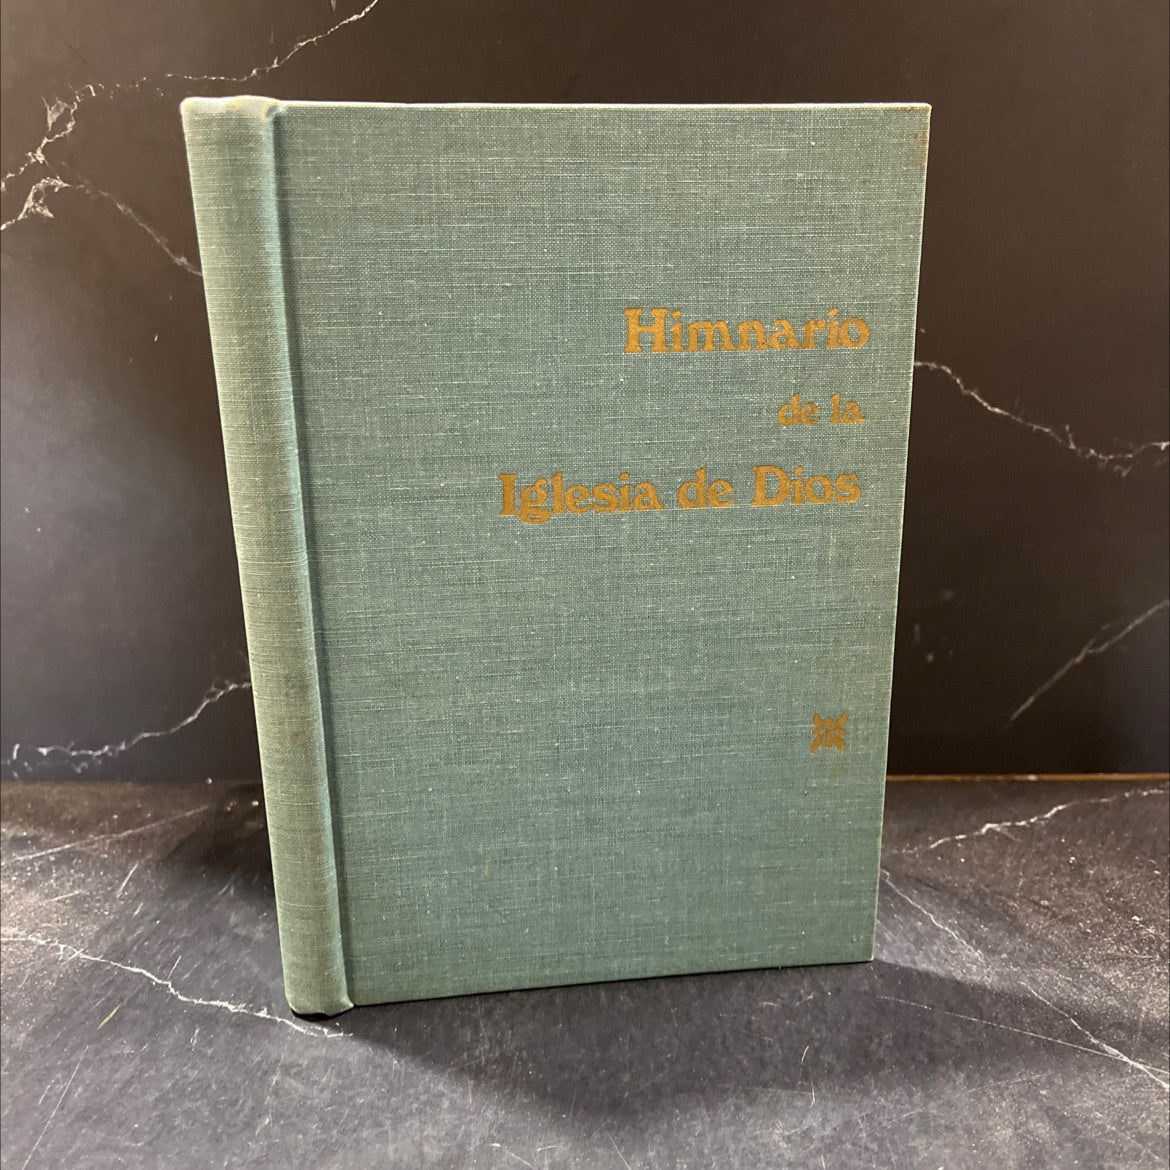 Himnario
de la
Iglesia de Dios